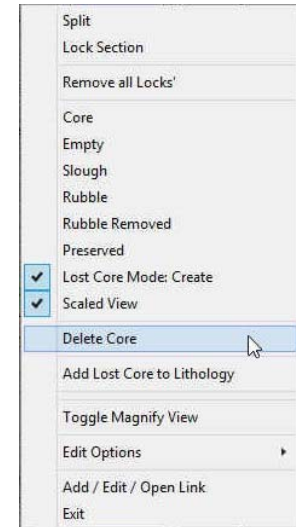 Split
Lock Section
Remove all Locks'
Core
Empty
Slough
Rubble
Rubble Removed
Preserved
Lost Core Mode: Create
Scaled View
Delete Core
Add Lost Core to Lithology
Toggle Magnify View
Edit Options
Add / Edit / Open Link
Exit